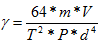 γ = 64*m*V / T²*P*d⁴